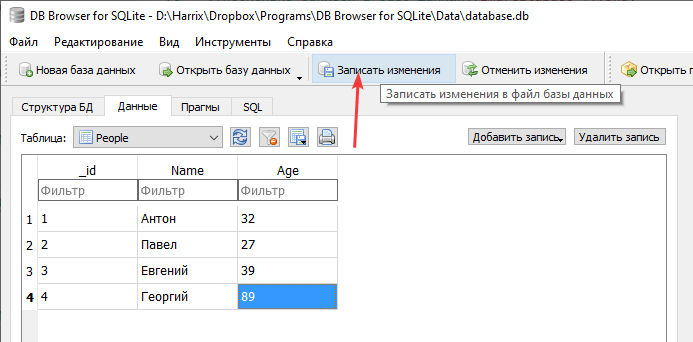 DB Browser for SQLite - D:\Harrix\Dropbox\Programs\DB Browser for SQLite\Data\database.db
Файл Редактирование Вид Инструменты Справка
Новая база данных Открыть базу данных Записать изменения Отменить изменения Открыть
Записать изменения в файл базы данных
Структура БД Данные Прагмы SQL
Таблица: People Добавить запись Удалить запись
_id Name Age
Фильтр Фильтр Фильтр
1 1 Антон 32
2 2 Павел 27
3 3 Евгений 39
4 4 Георгий 89